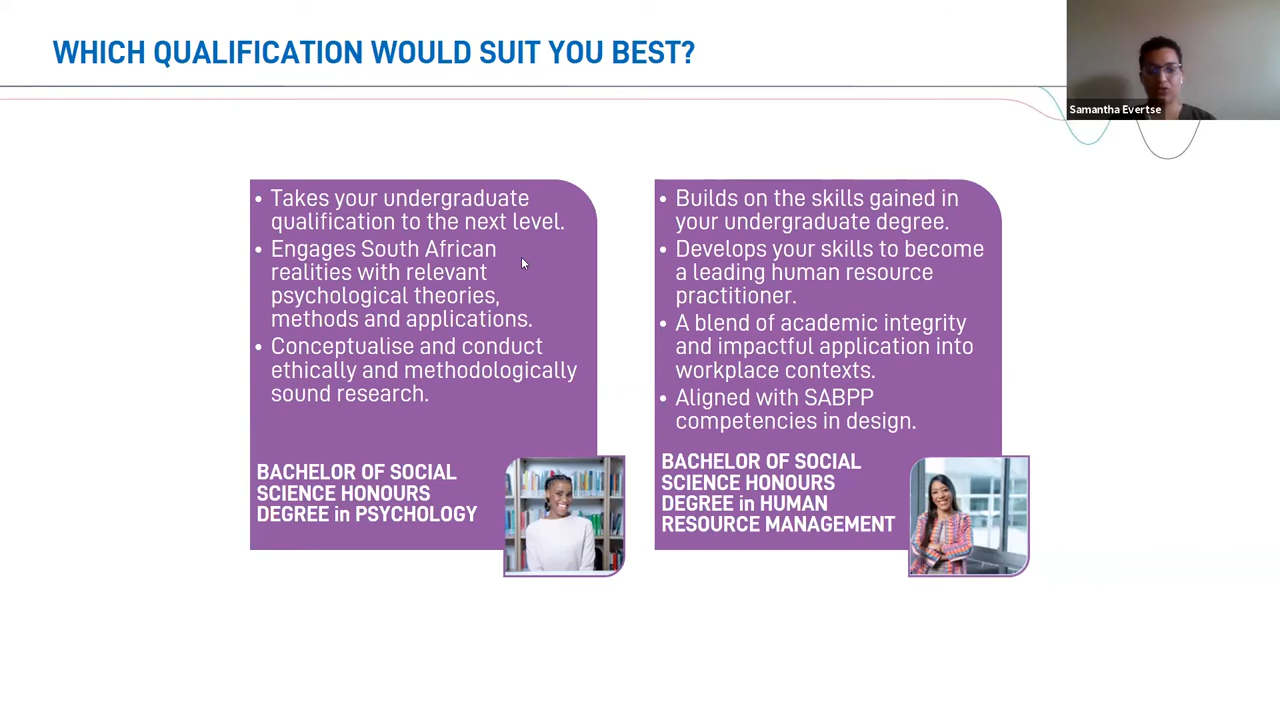 WHICH QUALIFICATION WOULD SUIT YOU BEST?
Samantha Evertse
• Takes your undergraduate
qualification to the next level.
• Engages South African
realities with relevant
psychological theories,
methods and applications.
• Conceptualise and conduct
ethically and methodologically
sound research.
BACHELOR OF SOCIAL
SCIENCE HONOURS
DEGREE in PSYCHOLOGY
• Builds on the skills gained in
your undergraduate degree.
• Develops your skills to become
a leading human resource
practitioner.
• A blend of academic integrity
and impactful application into
workplace contexts.
• Aligned with SABPP
competencies in design.
BACHELOR OF SOCIAL
SCIENCE HONOURS
DEGREE in HUMAN
RESOURCE MANAGEMENT